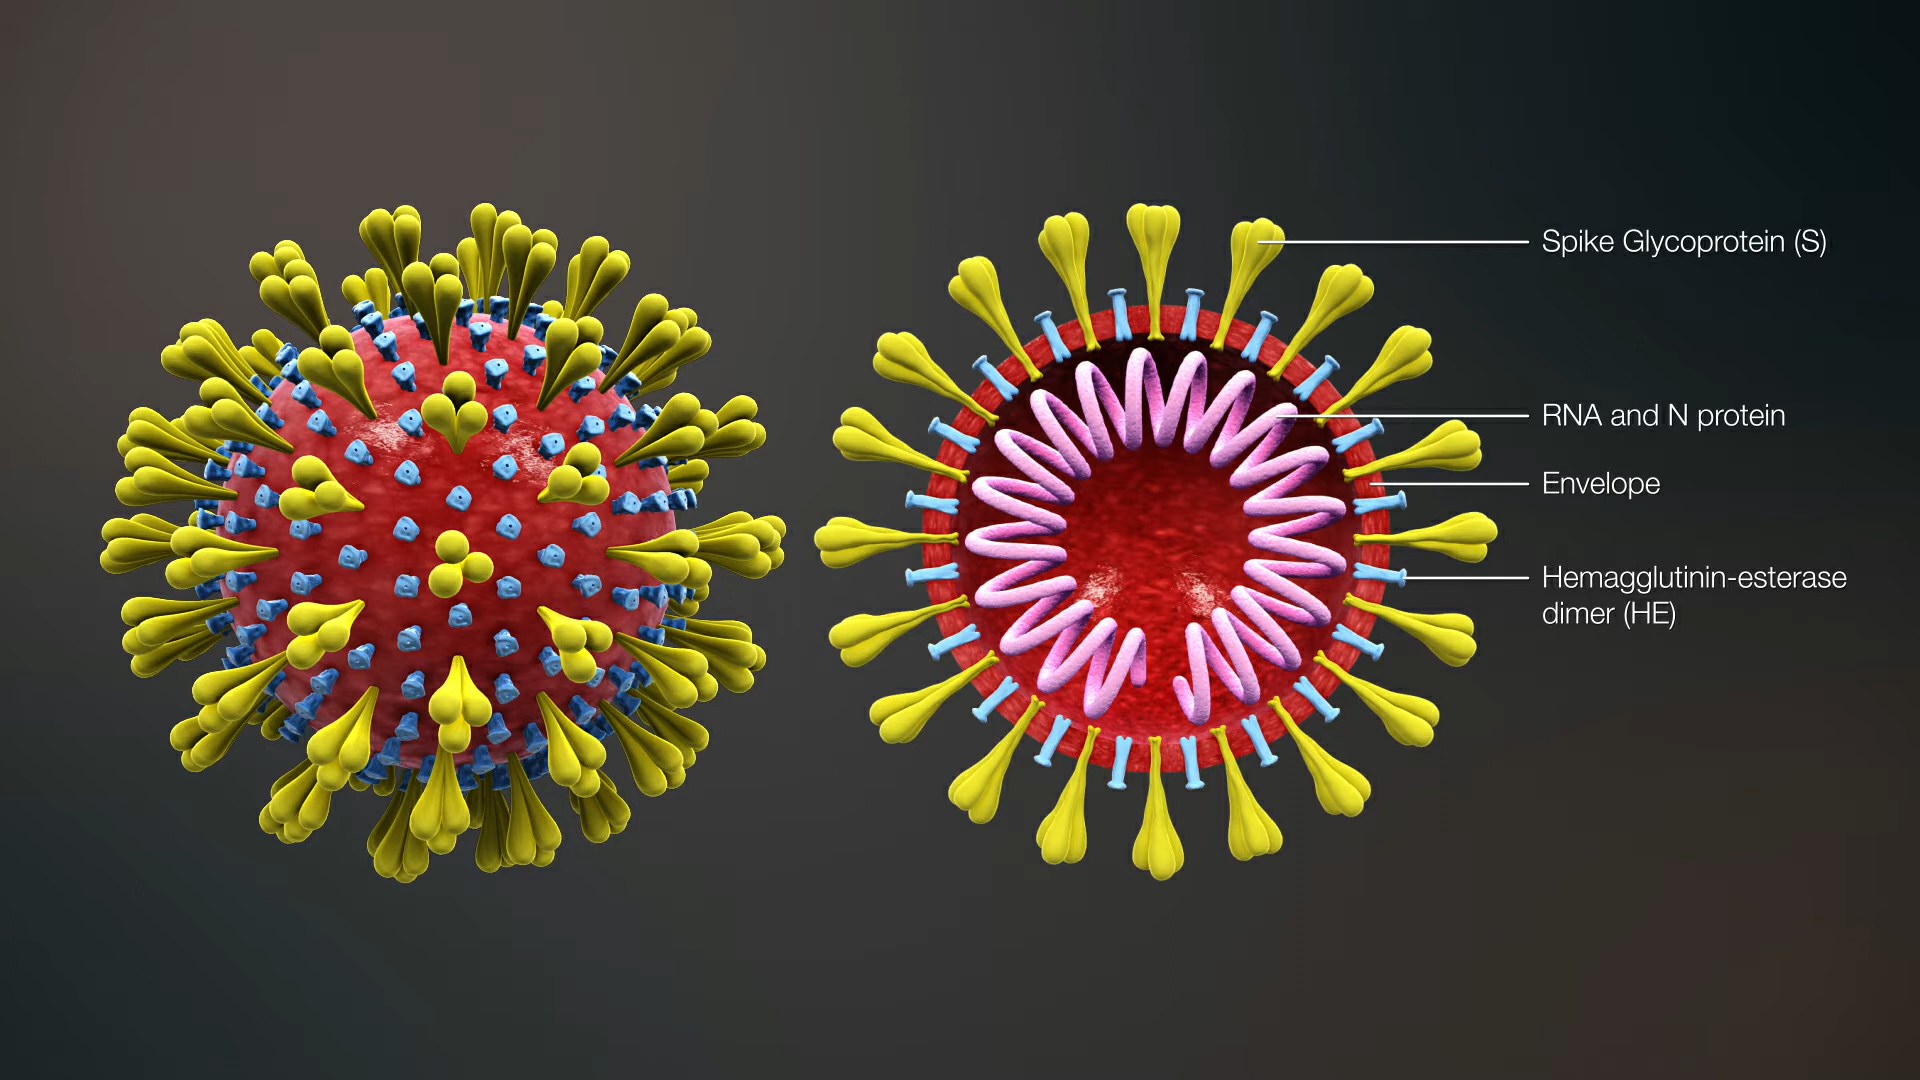 Spike Glycoprotein (S)
RNA and N protein
Envelope
Hemagglutinin-esterase
dimer (HE)